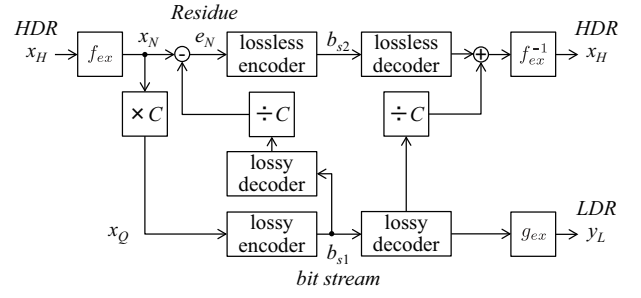 Residue
HDR
x_H
f_ex
x_N
-
e_N
lossless encoder
b_s2
lossless decoder
+
f_ex^-1
HDR
x_H
× C
÷ C
÷ C
lossy decoder
x_Q
lossy encoder
b_s1
lossy decoder
g_ex
LDR
y_L
bit stream